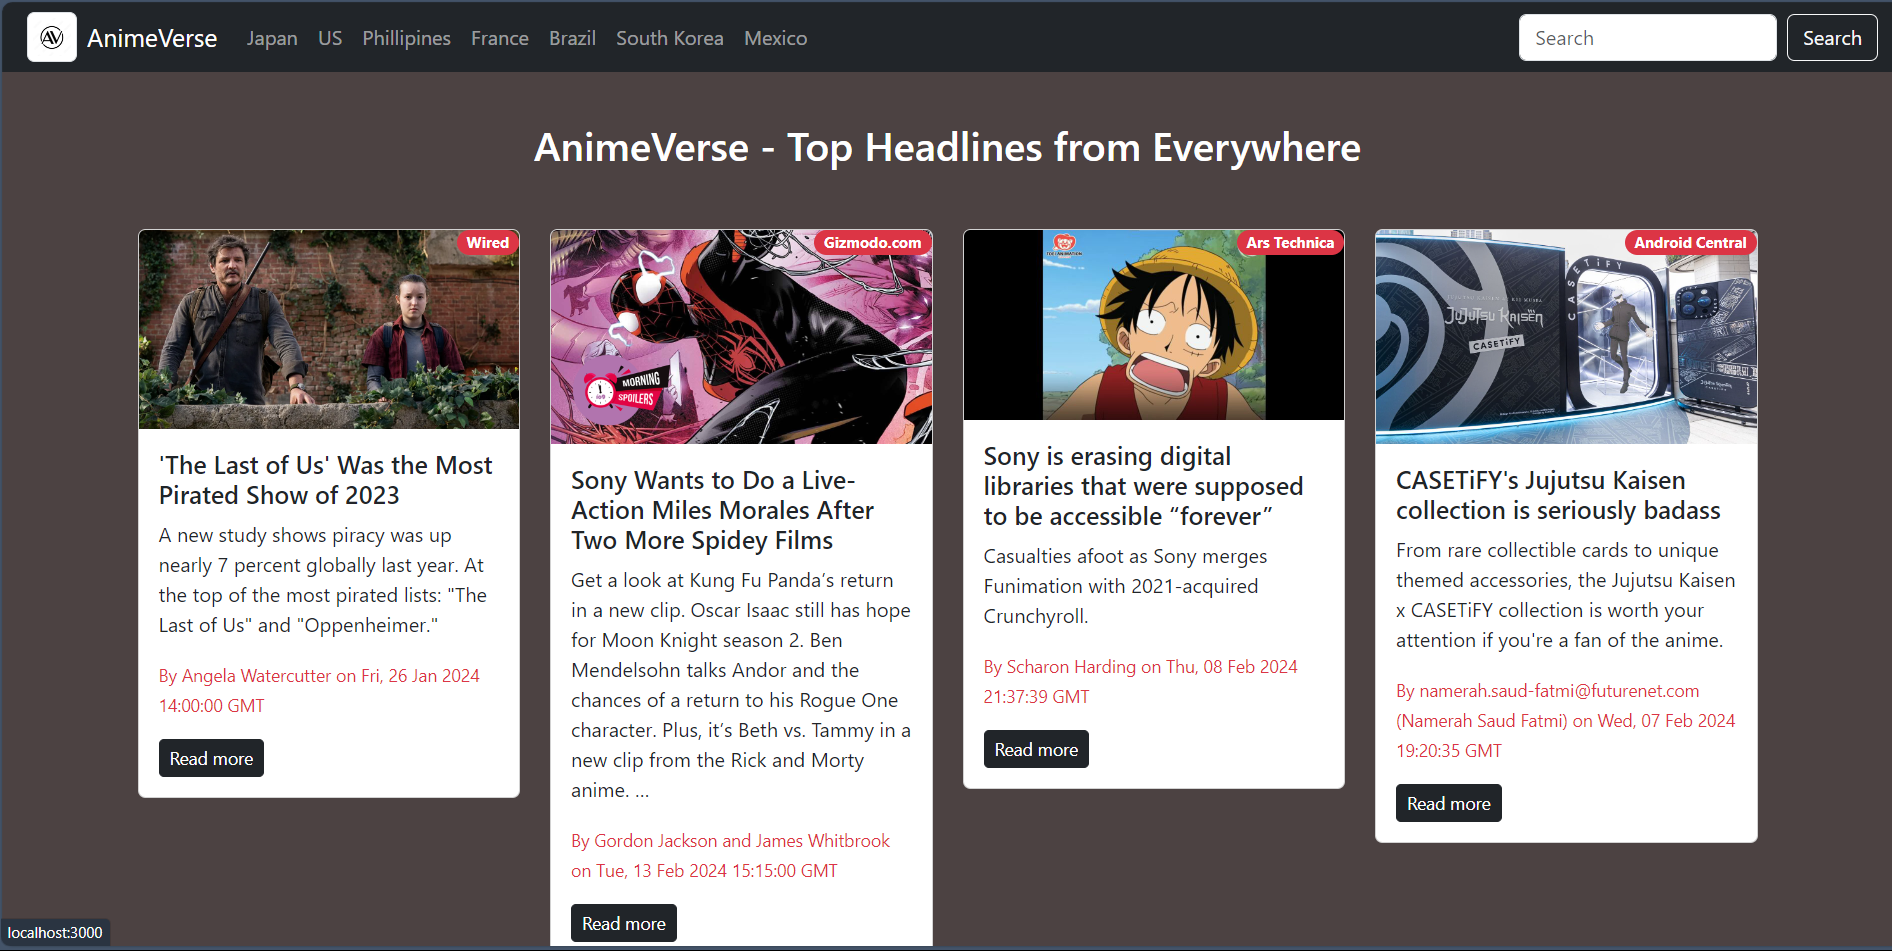 AV AnimeVerse Japan US Phillipines France Brazil South Korea Mexico Search Search
AnimeVerse - Top Headlines from Everywhere
Wired
'The Last of Us' Was the Most
Pirated Show of 2023
A new study shows piracy was up
nearly 7 percent globally last year. At
the top of the most pirated lists: "The
Last of Us" and "Oppenheimer."
By Angela Watercutter on Fri, 26 Jan 2024
14:00:00 GMT
Read more
Gizmodo.com
MORNING
SPOILERS
Sony Wants to Do a Live-
Action Miles Morales After
Two More Spidey Films
Get a look at Kung Fu Panda’s return
in a new clip. Oscar Isaac still has hope
for Moon Knight season 2. Ben
Mendelsohn talks Andor and the
chances of a return to his Rogue One
character. Plus, it’s Beth vs. Tammy in a
new clip from the Rick and Morty
anime. ...
By Gordon Jackson and James Whitbrook
on Tue, 13 Feb 2024 15:15:00 GMT
Read more
Ars Technica
TOEI ANIMATION
Sony is erasing digital
libraries that were supposed
to be accessible “forever”
Casualties afoot as Sony merges
Funimation with 2021-acquired
Crunchyroll.
By Scharon Harding on Thu, 08 Feb 2024
21:37:39 GMT
Read more
Android Central
CASETiFY
JUJUTSU KAISEN
CASETiFY
CASETiFY's Jujutsu Kaisen
collection is seriously badass
From rare collectible cards to unique
themed accessories, the Jujutsu Kaisen
x CASETiFY collection is worth your
attention if you're a fan of the anime.
By namerah.saud-fatmi@futurenet.com
(Namerah Saud Fatmi) on Wed, 07 Feb 2024
19:20:35 GMT
Read more
localhost:3000